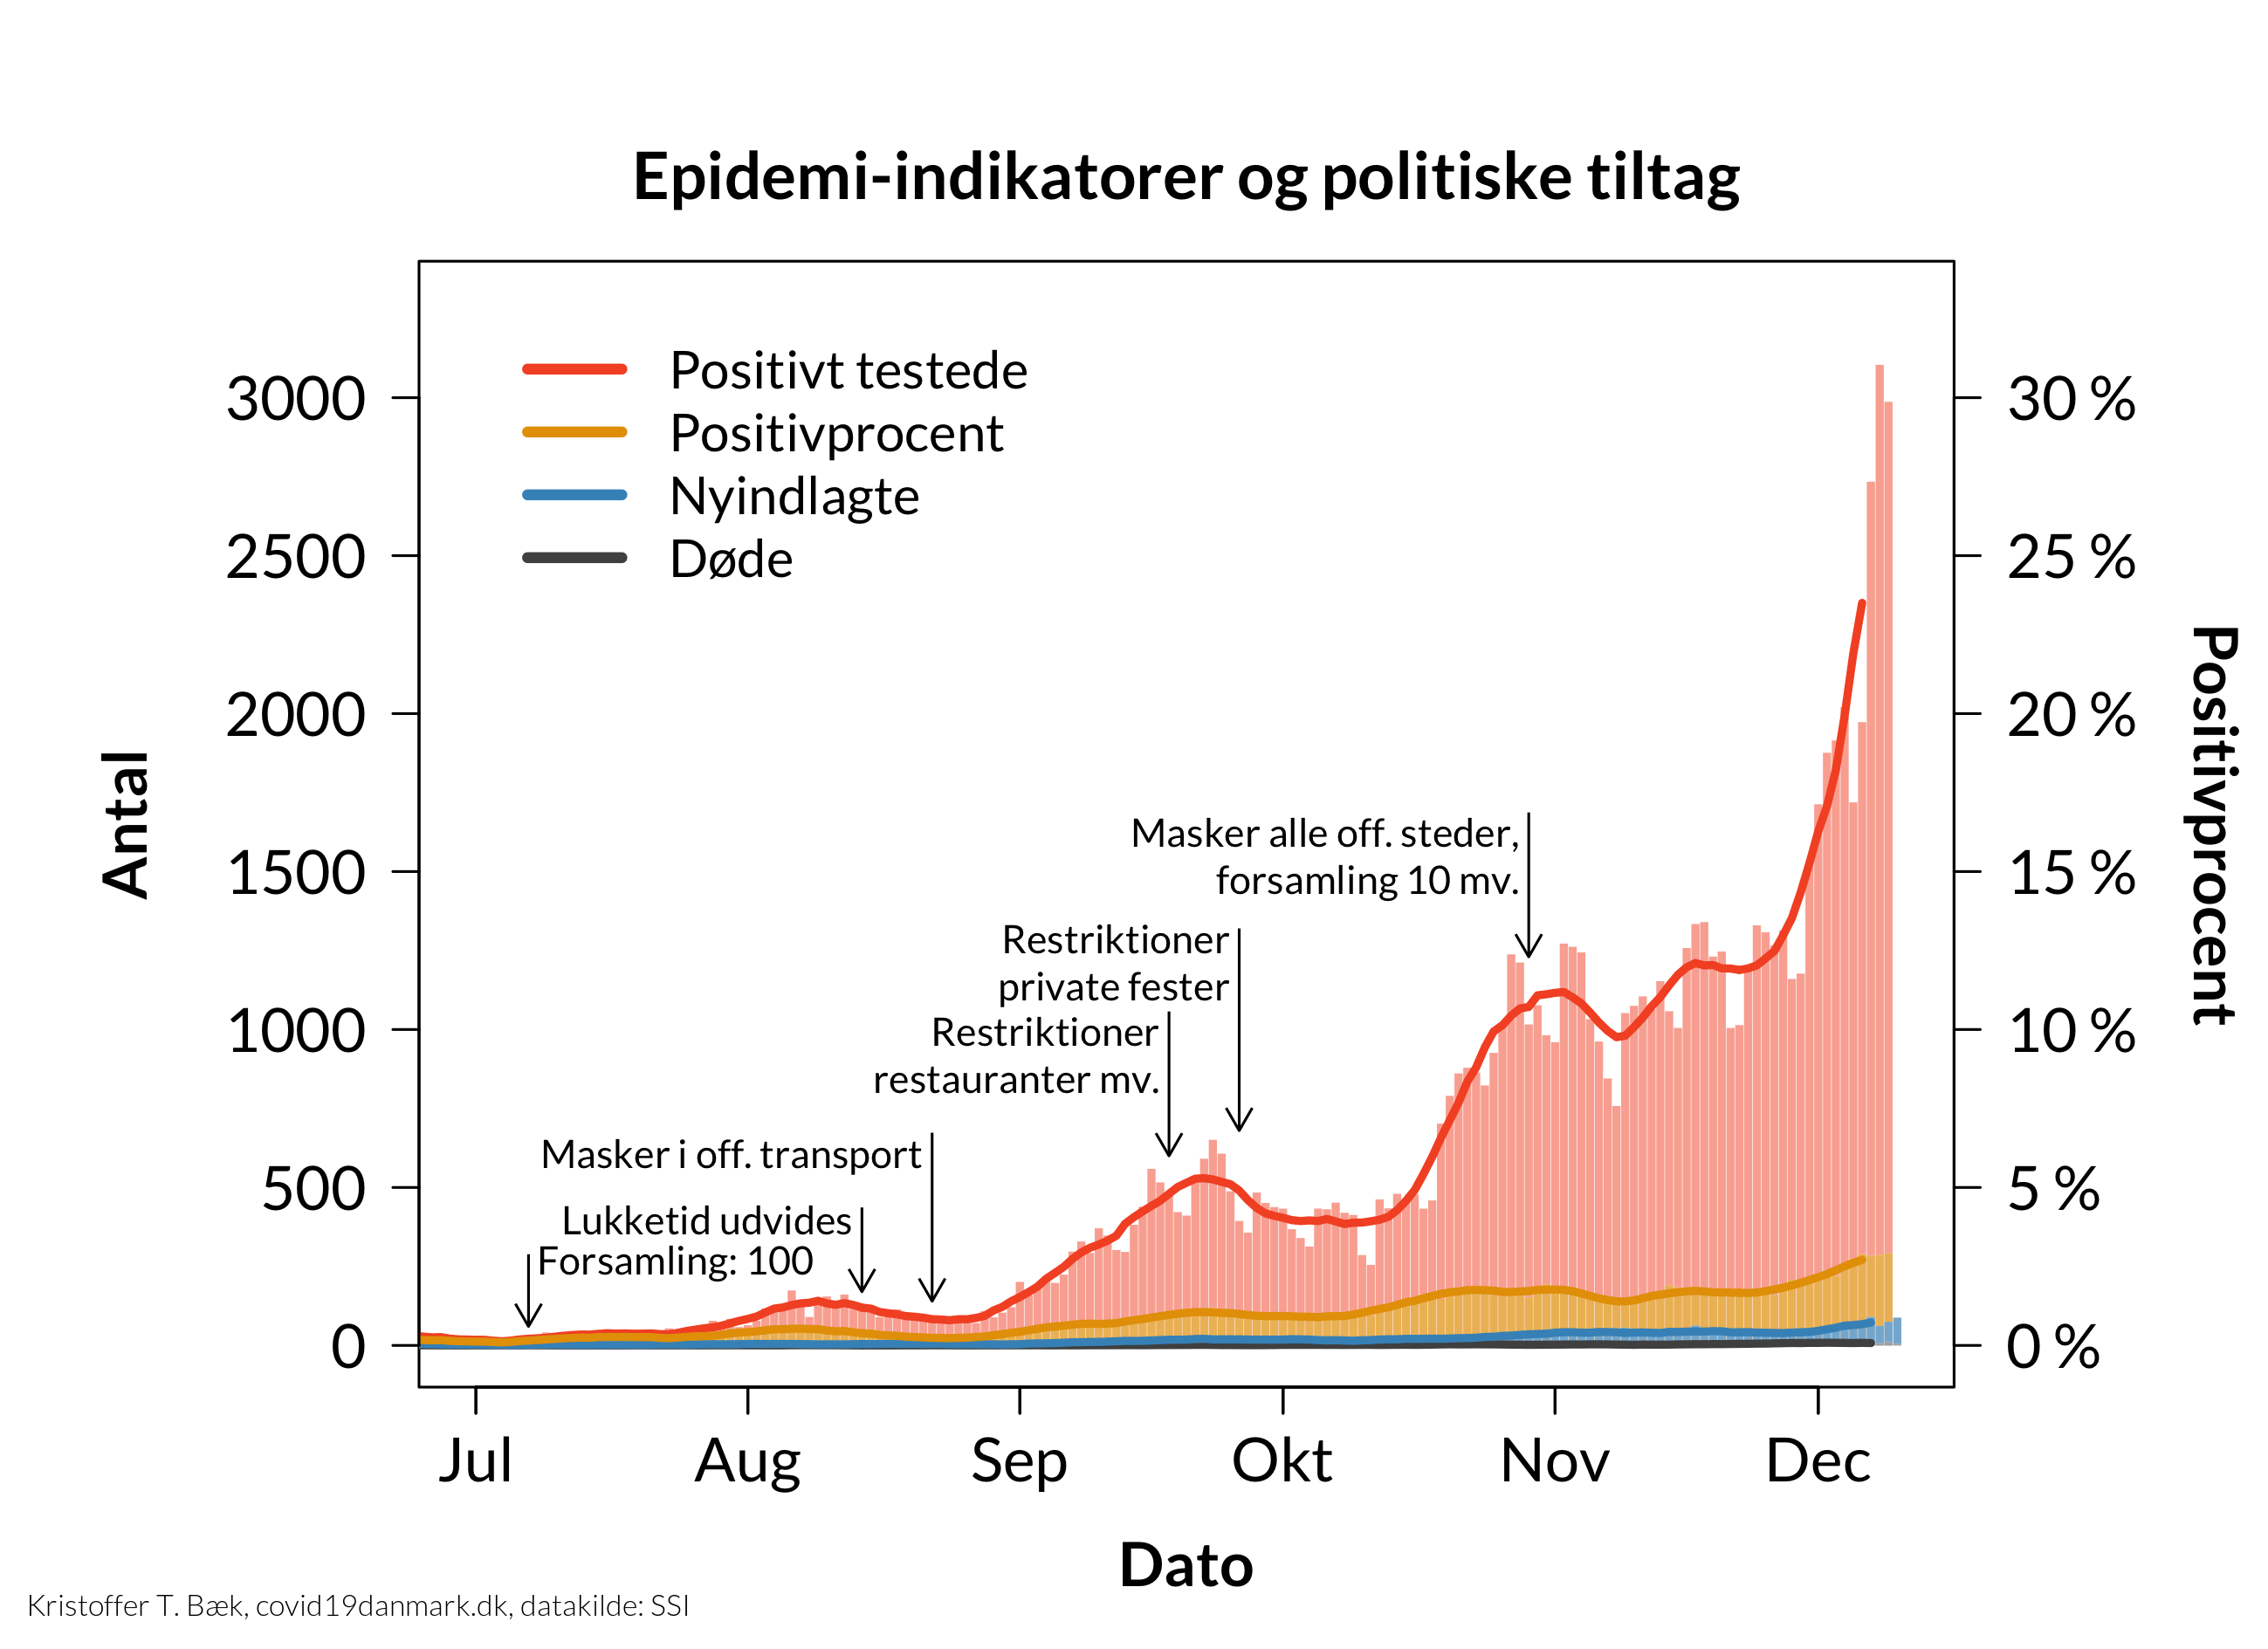 Epidemi-indikatorer og politiske tiltag
Positivt testede
Positivprocent
Nyindlagte
Døde
3000
2500
2000
1500
1000
500
0
Antal
30 %
25 %
20 %
15 %
10 %
5 %
0 %
Positivprocent
Masker alle off. steder,
forsamling 10 mv.
Restriktioner
private fester
Restriktioner
restauranter mv.
Masker i off. transport
Lukketid udvides
Forsamling: 100
Jul
Aug
Sep
Okt
Nov
Dec
Dato
Kristoffer T. Bæk, covid19danmark.dk, datakilde: SSI